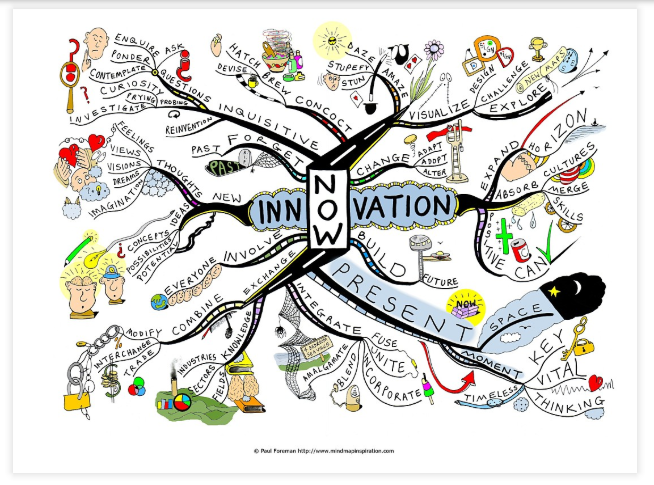 INN NOW VATION
INQUISITIVE
QUESTIONS
ENQUIRE
ASK
PONDER
CONTEMPLATE
CURIOSITY
PRYING
PROBING
INVESTIGATE
REINVENTION
CONCOCT
HATCH
DEVISE
BREW
AMAZE
DAZE
STUPEFY
STUN
VISUALIZE
DESIGN
CHALLENGE
EXPLORE
NEW MAPS
FORGET
PAST
PAST
CHANGE
ADAPT
ADOPT
ALTER
EXPAND
HORIZON
ABSORB
CULTURES
MERGE
SKILLS
POSITIVE
CAN
NEW
THOUGHTS
FEELINGS
VIEWS
VISIONS
DREAMS
IMAGINATION
IDEAS
CONCEPTS
POSSIBILITIES
POTENTIAL
INVOLVE
EVERYONE
EXCHANGE
COMBINE
MODIFY
INTERCHANGE
TRADE
KNOWLEDGE
INDUSTRIES
SECTORS
FIELDS
BUILD
FUTURE
INTEGRATE
AMALGAMATE
BLEND
FUSE
UNITE
INCORPORATE
PRESENT
NOW
SPACE
MOMENT
TIMELESS
KEY
VITAL
THINKING
© Paul Foreman http://www.mindmapinspiration.com